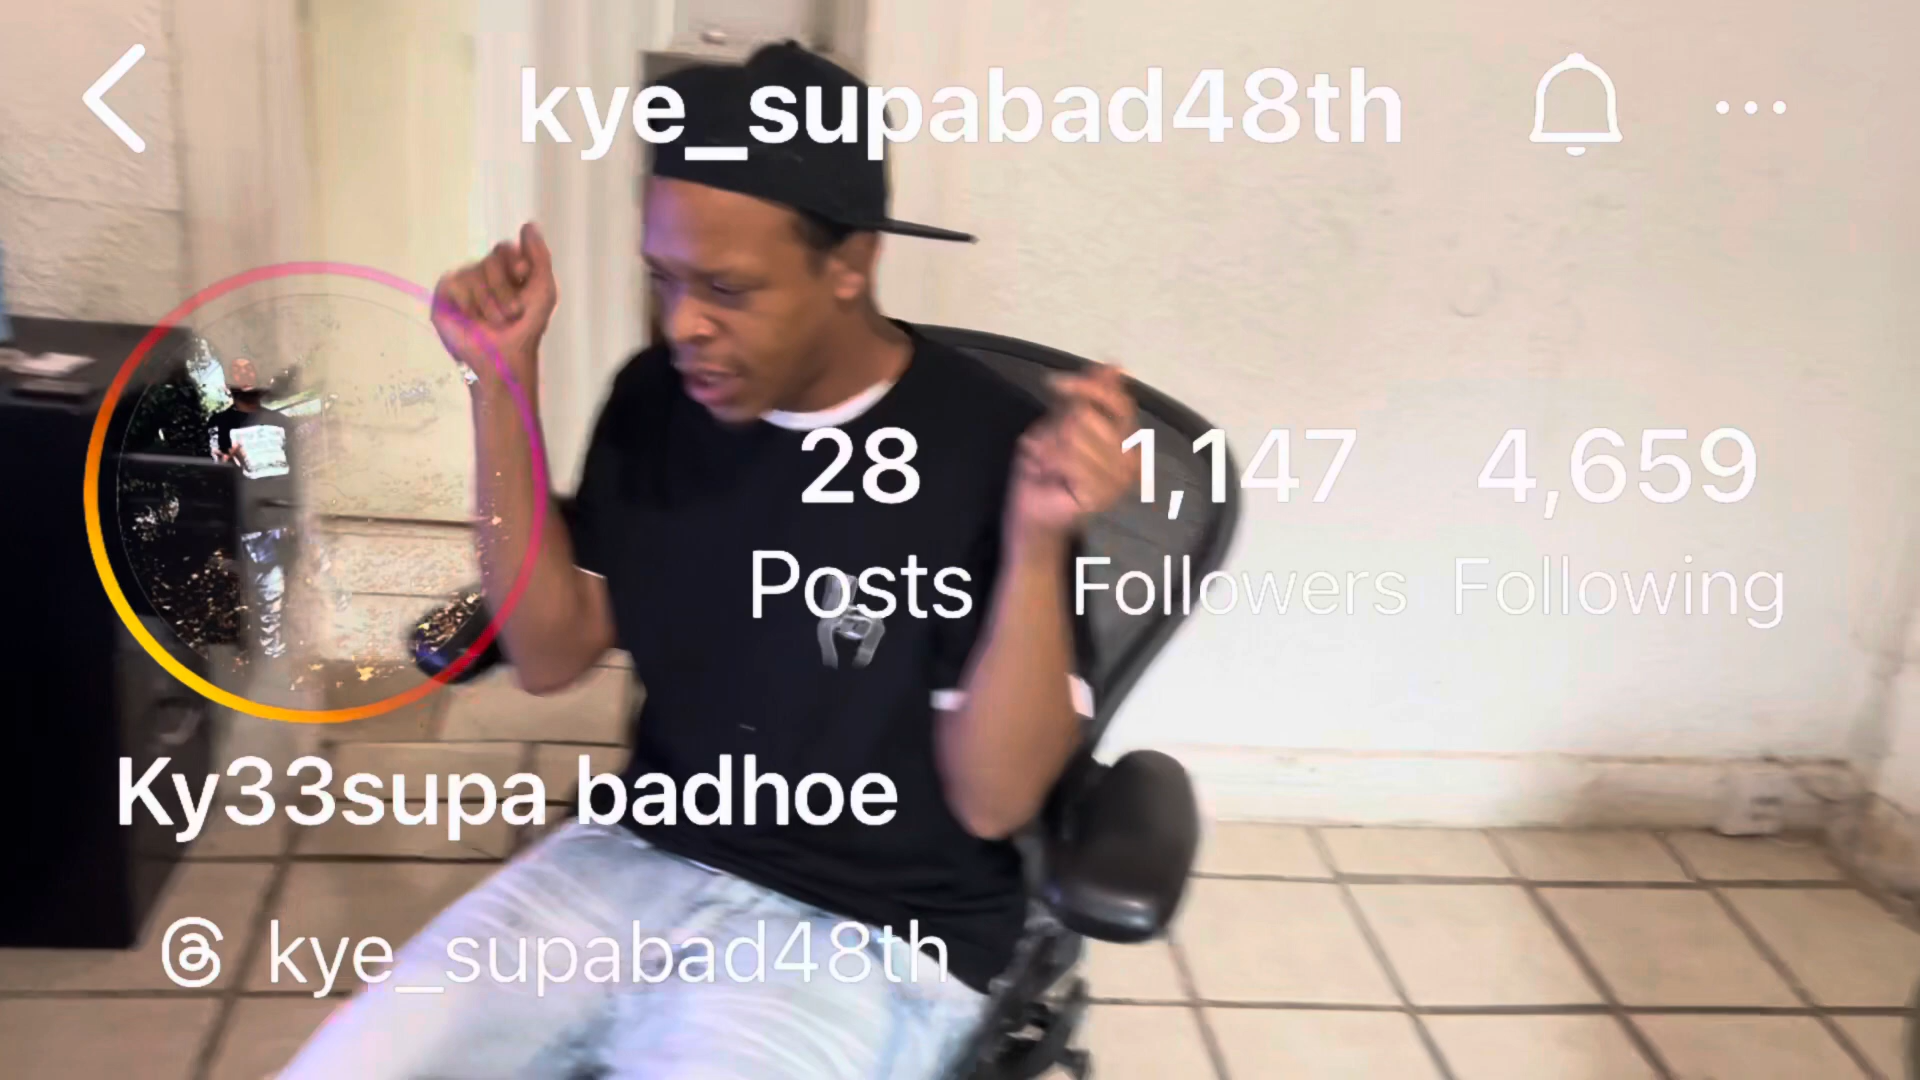 kye_supabad48th
28 1,147 4,659
Posts Followers Following
Ky33supa badhoe
kye_supabad48th